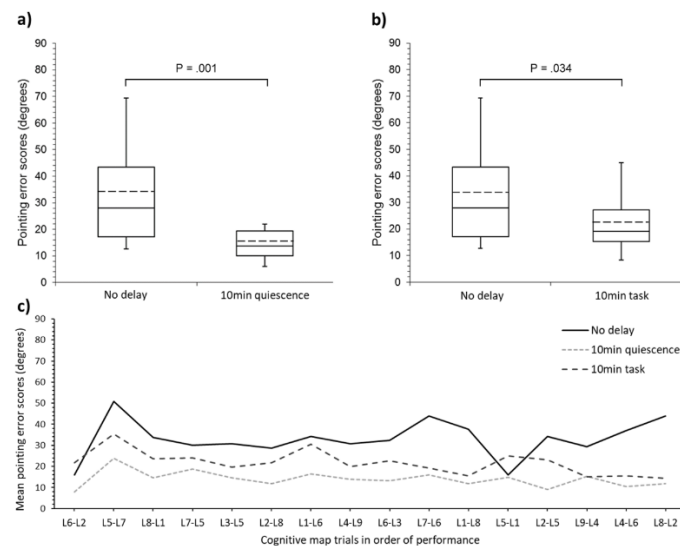 a)
Pointing error scores (degrees)
90
80
70
60
50
40
30
20
10
0
P = .001
No delay
10min quiescence
b)
Pointing error scores (degrees)
90
80
70
60
50
40
30
20
10
0
P = .034
No delay
10min task
c)
Mean pointing error scores (degrees)
90
80
70
60
50
40
30
20
10
0
No delay
10min quiescence
10min task
L6-L2 L5-L7 L8-L1 L7-L5 L3-L5 L2-L8 L1-L6 L4-L9 L6-L3 L7-L6 L1-L8 L5-L1 L2-L5 L9-L4 L4-L6 L8-L2
Cognitive map trials in order of performance